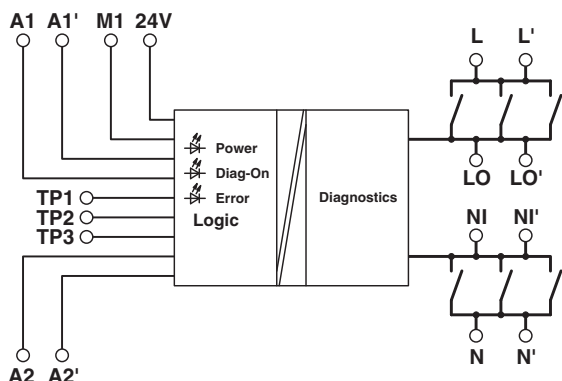 A1 A1' M1 24V
L L'
Power
Diag-On
Error
Logic
Diagnostics
TP1
TP2
TP3
LO LO'
NI NI'
N N'
A2 A2'